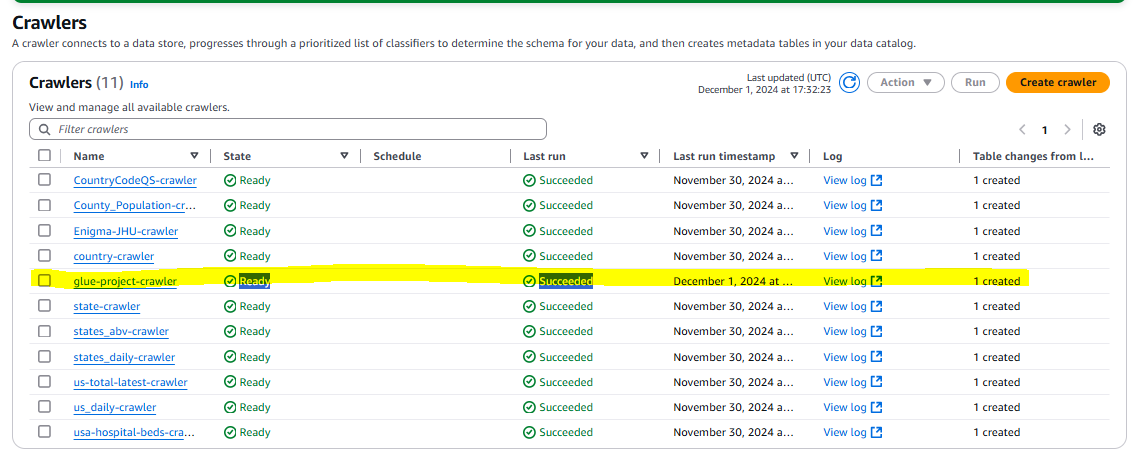 Crawlers
A crawler connects to a data store, progresses through a prioritized list of classifiers to determine the schema for your data, and then creates metadata tables in your data catalog.
Crawlers (11) Info
Last updated (UTC)
December 1, 2024 at 17:32:23
Action
Run
Create crawler
View and manage all available crawlers.
Filter crawlers
1
Name State Schedule Last run Last run timestamp Log Table changes from l...
CountryCodeQS-crawler Ready Succeeded November 30, 2024 a... View log 1 created
County_Population-cr... Ready Succeeded November 30, 2024 a... View log 1 created
Enigma-JHU-crawler Ready Succeeded November 30, 2024 a... View log 1 created
country-crawler Ready Succeeded November 30, 2024 a... View log 1 created
glue-project-crawler Ready Succeeded December 1, 2024 at ... View log 1 created
state-crawler Ready Succeeded November 30, 2024 a... View log 1 created
states_abv-crawler Ready Succeeded November 30, 2024 a... View log 1 created
states_daily-crawler Ready Succeeded November 30, 2024 a... View log 1 created
us-total-latest-crawler Ready Succeeded November 30, 2024 a... View log 1 created
us_daily-crawler Ready Succeeded November 30, 2024 a... View log 1 created
usa-hospital-beds-cra... Ready Succeeded November 30, 2024 a... View log 1 created